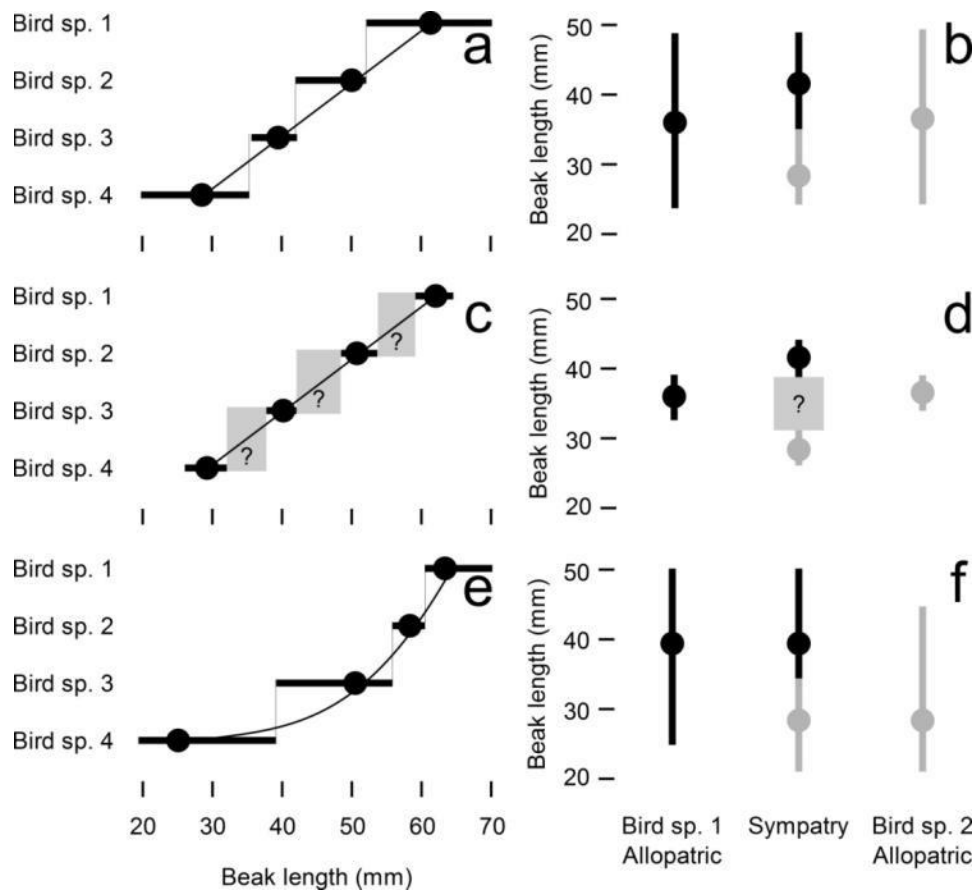 Bird sp. 1
Bird sp. 2
Bird sp. 3
Bird sp. 4
a
Beak length (mm)
50
40
30
20
b
Bird sp. 1
Bird sp. 2
Bird sp. 3
Bird sp. 4
?
?
?
c
Beak length (mm)
50
40
30
20
?
d
Bird sp. 1
Bird sp. 2
Bird sp. 3
Bird sp. 4
e
20 30 40 50 60 70
Beak length (mm)
Beak length (mm)
50
40
30
20
f
Bird sp. 1
Allopatric
Sympatry
Bird sp. 2
Allopatric